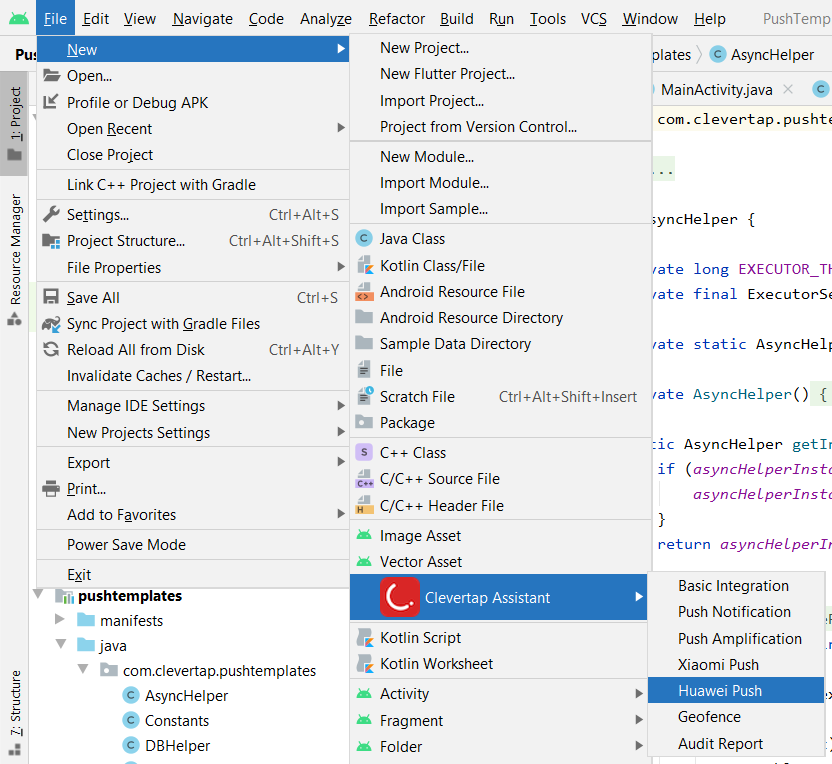 File Edit View Navigate Code Analyze Refactor Build Run Tools VCS Window Help PushTemp
Pus
plates
AsyncHelper
1: Project
Resource Manager
7: Structure
New
Open...
Profile or Debug APK
Open Recent
Close Project
Link C++ Project with Gradle
Settings... Ctrl+Alt+S
Project Structure... Ctrl+Alt+Shift+S
File Properties
Save All Ctrl+S
Sync Project with Gradle Files
Reload All from Disk Ctrl+Alt+Y
Invalidate Caches / Restart...
Manage IDE Settings
New Projects Settings
Export
Print...
Add to Favorites
Power Save Mode
Exit
New Project...
New Flutter Project...
Import Project...
Project from Version Control...
New Module...
Import Module...
Import Sample...
Java Class
Kotlin Class/File
Android Resource File
Android Resource Directory
Sample Data Directory
File
Scratch File Ctrl+Alt+Shift+Insert
Package
C++ Class
C/C++ Source File
C/C++ Header File
Image Asset
Vector Asset
Clevertap Assistant
Kotlin Script
Kotlin Worksheet
Activity
Fragment
Folder
Basic Integration
Push Notification
Push Amplification
Xiaomi Push
Huawei Push
Geofence
Audit Report
MainActivity.java
com.clevertap.pushte
...
syncHelper {
vate long EXECUTOR_TH
vate final ExecutorSe
vate static AsyncHelp
vate AsyncHelper() {
tic AsyncHelper getIn
if (asyncHelperInsta
asyncHelperInsta
}
return asyncHelperIn
pushtemplates
manifests
java
com.clevertap.pushtemplates
AsyncHelper
Constants
DBHelper